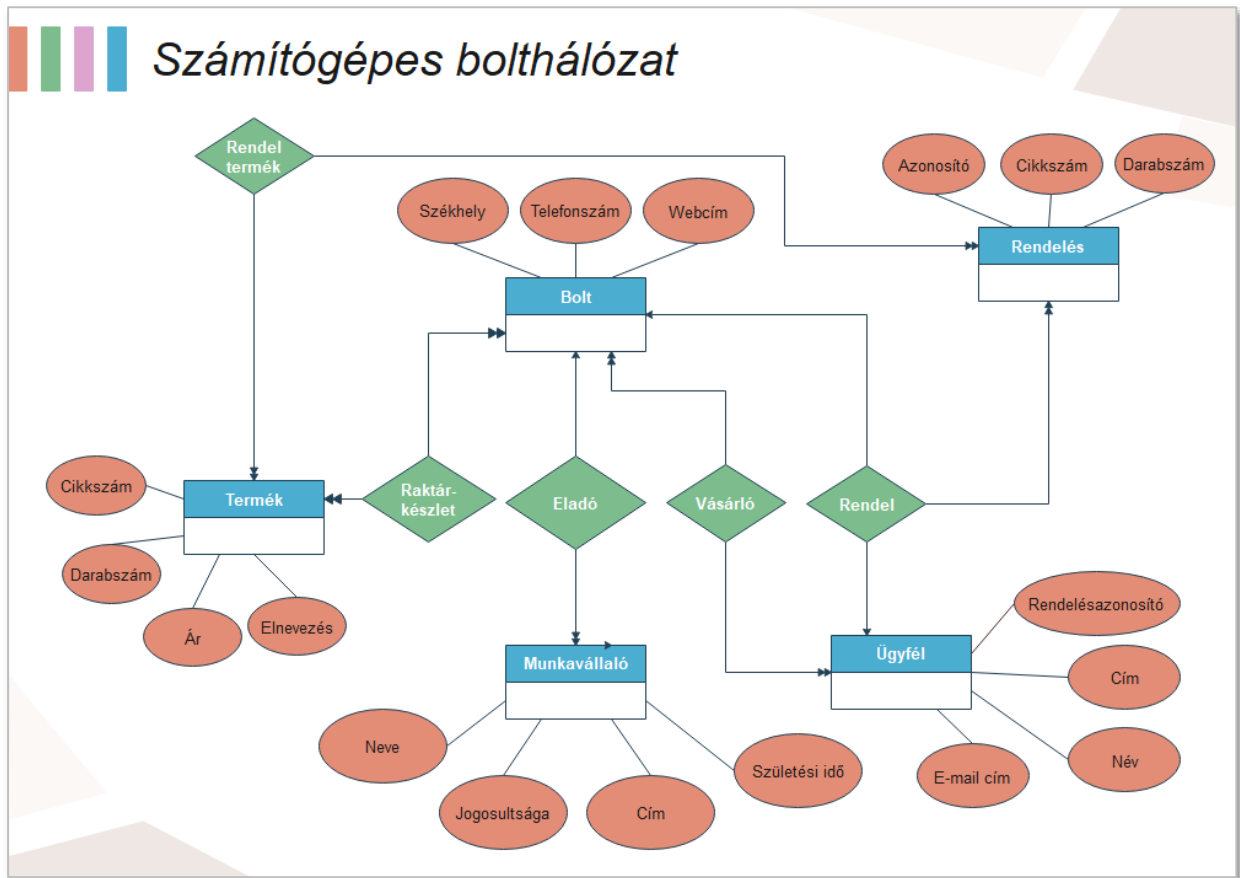 Számítógépes bolthálózat
Rendel
termék
Azonosító
Cikkszám
Darabszám
Székhely
Telefonszám
Webcím
Rendelés
Bolt
Cikkszám
Termék
Raktár-
készlet
Eladó
Vásárló
Rendel
Darabszám
Ár
Elnevezés
Rendelésazonosító
Munkavállaló
Ügyfél
Cím
Neve
Születési idő
E-mail cím
Név
Jogosultsága
Cím